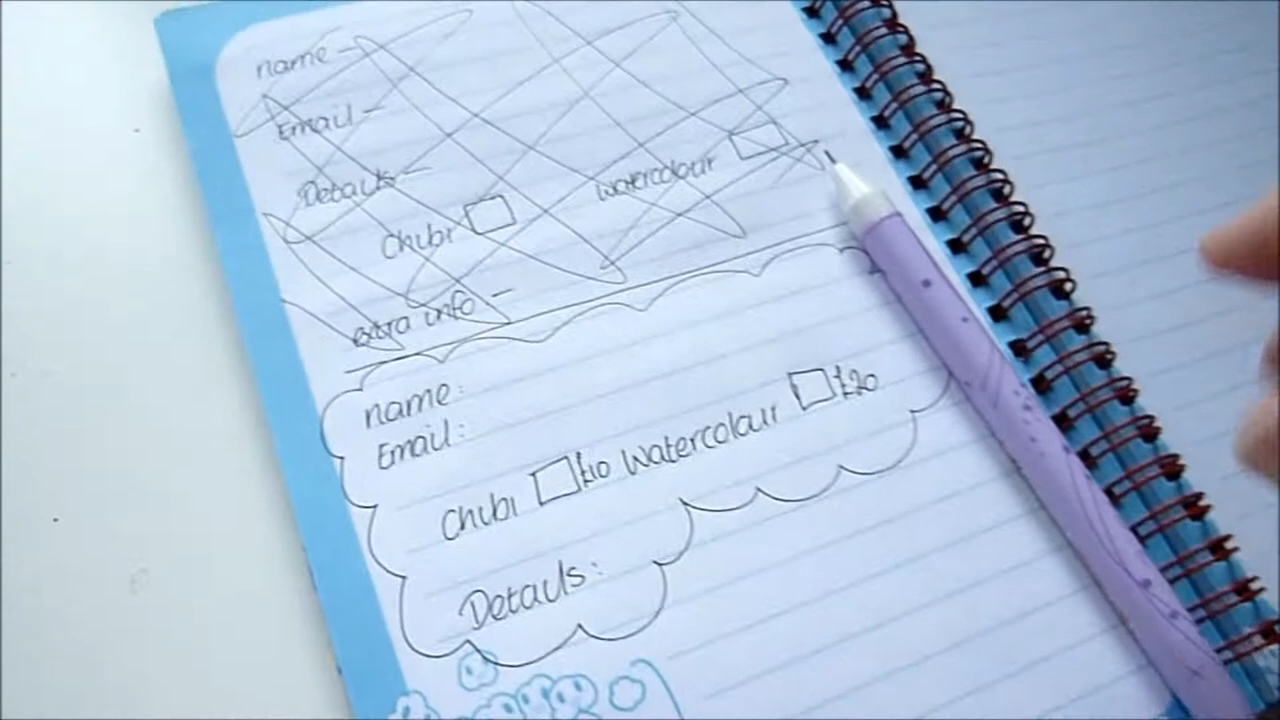 name -
Email -
Details -
Chibi watercolour
extra info -
name:
Email:
Chibi £10 Watercolour £20
Details: